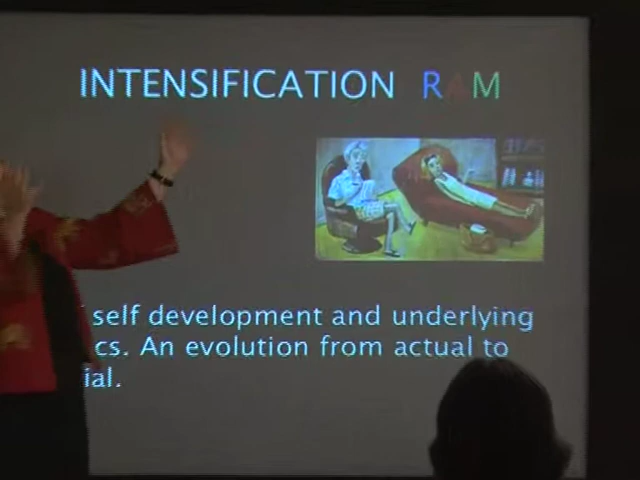 INTENSIFICATION RAM
self development and underlying
cs. An evolution from actual to
ial.